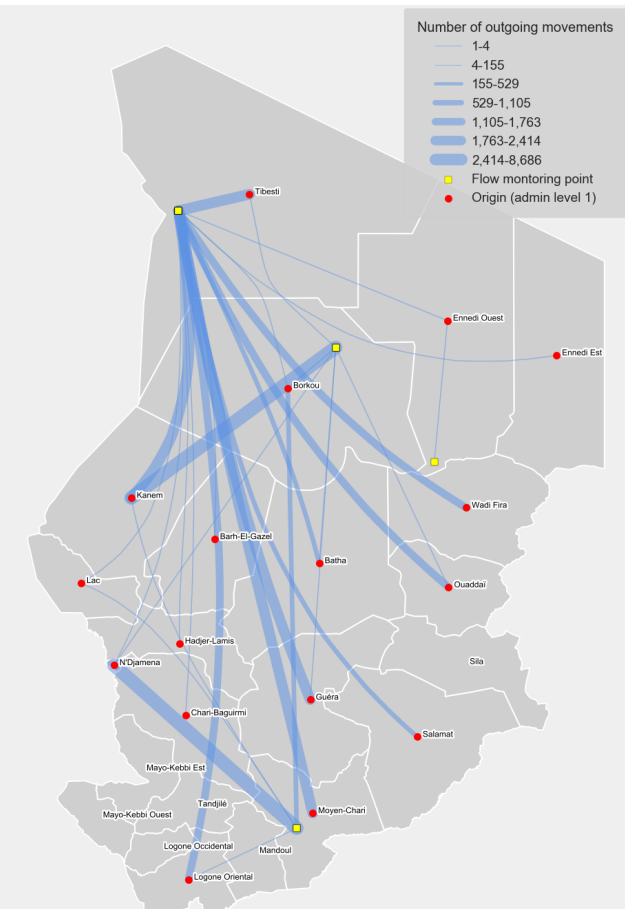 Number of outgoing movements
1-4
4-155
155-529
529-1,105
1,105-1,763
1,763-2,414
2,414-8,686
Flow montoring point
Origin (admin level 1)
Tibesti
Ennedi Ouest
Ennedi Est
Borkou
Kanem
Wadi Fira
Barh-El-Gazel
Batha
Lac
Ouaddaï
Hadjer-Lamis
N'Djamena
Sila
Guéra
Chari-Baguirmi
Salamat
Mayo-Kebbi Est
Tandjilé
Moyen-Chari
Mayo-Kebbi Ouest
Logone Occidental
Mandoul
Logone Oriental